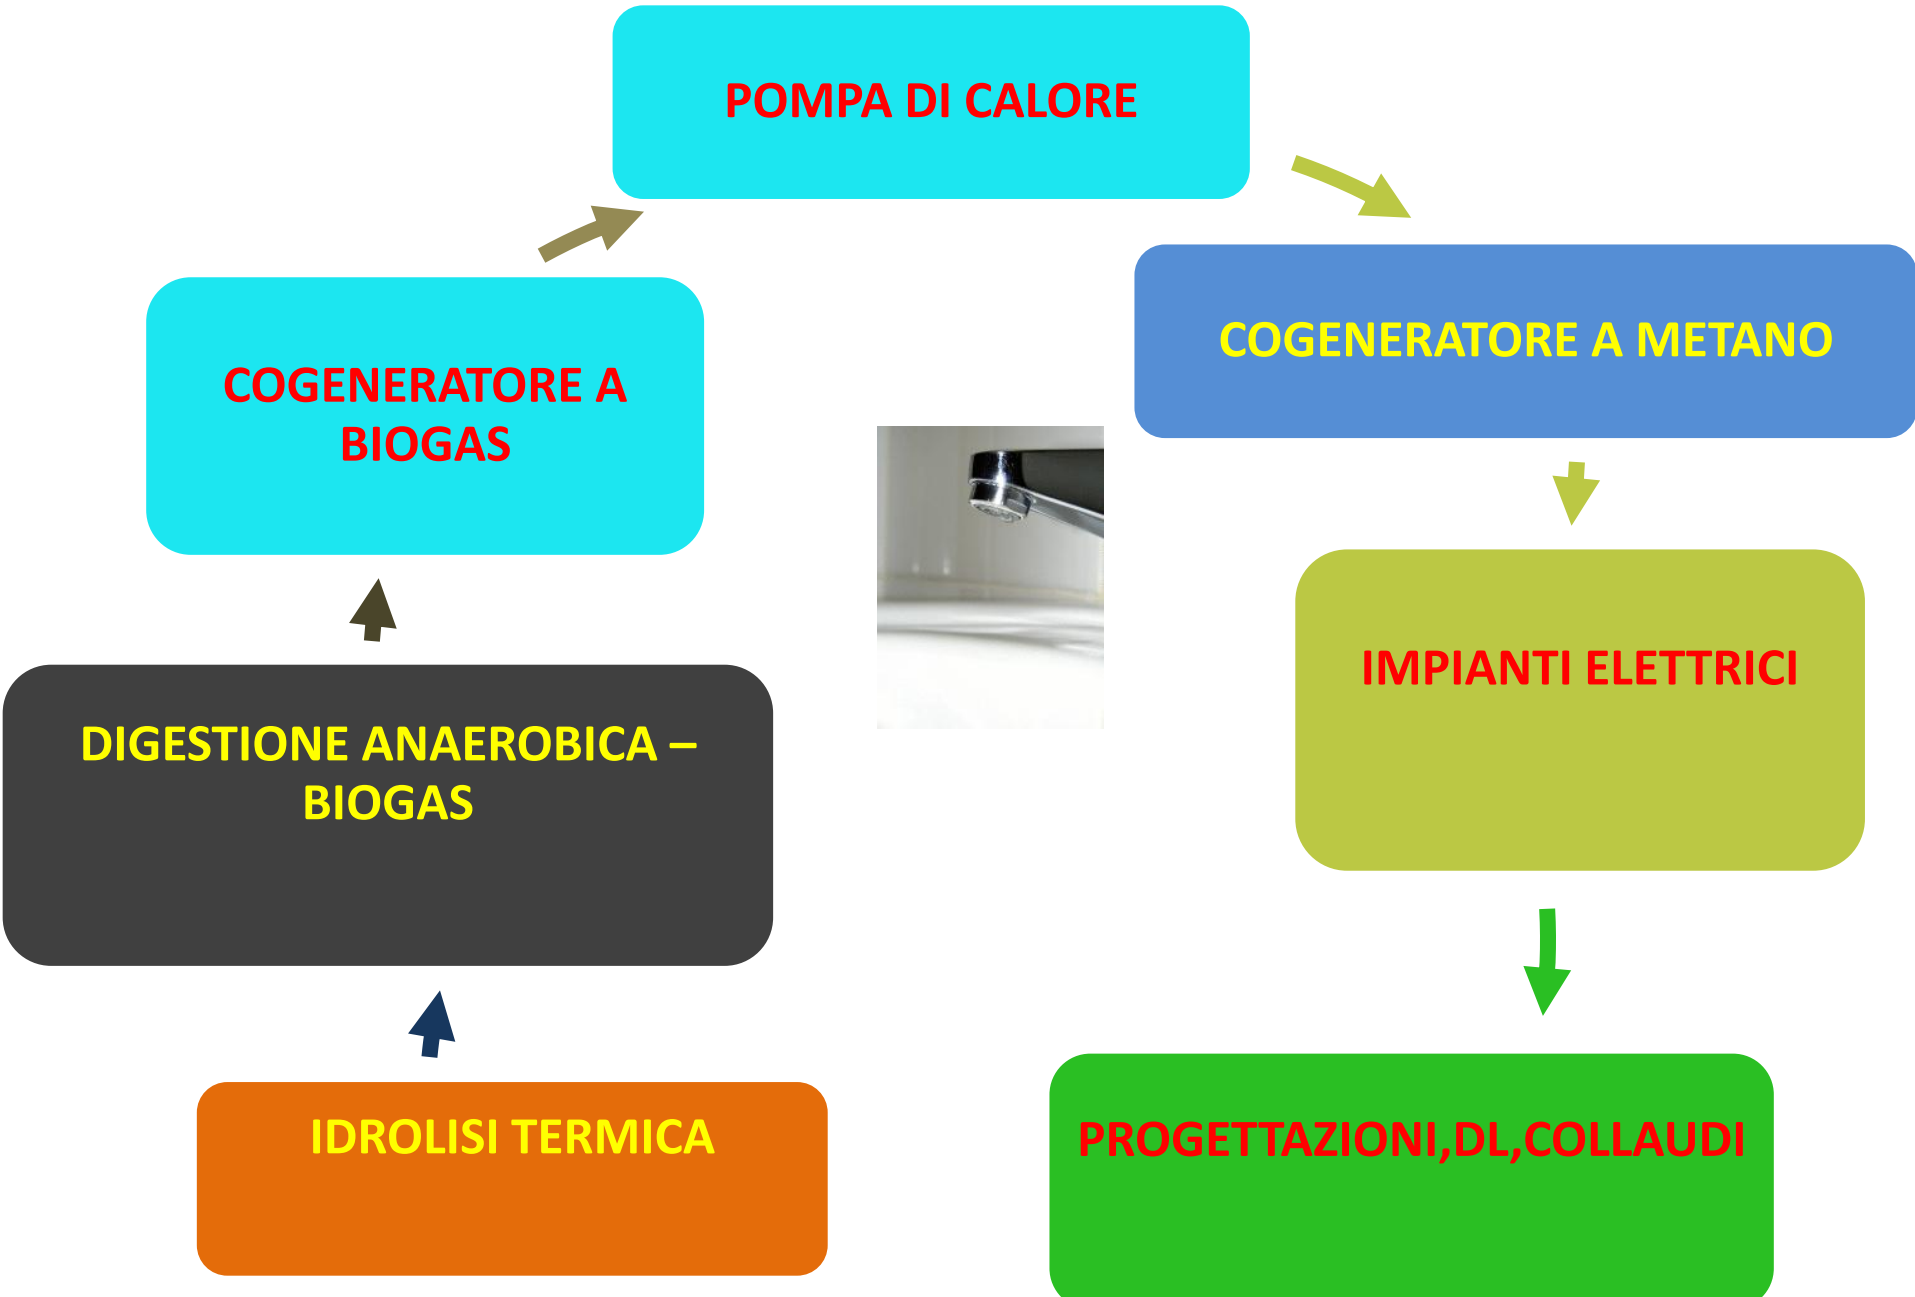 POMPA DI CALORE
COGENERATORE A METANO
COGENERATORE A
BIOGAS
IMPIANTI ELETTRICI
DIGESTIONE ANAEROBICA –
BIOGAS
IDROLISI TERMICA
PROGETTAZIONI,DL,COLLAUDI